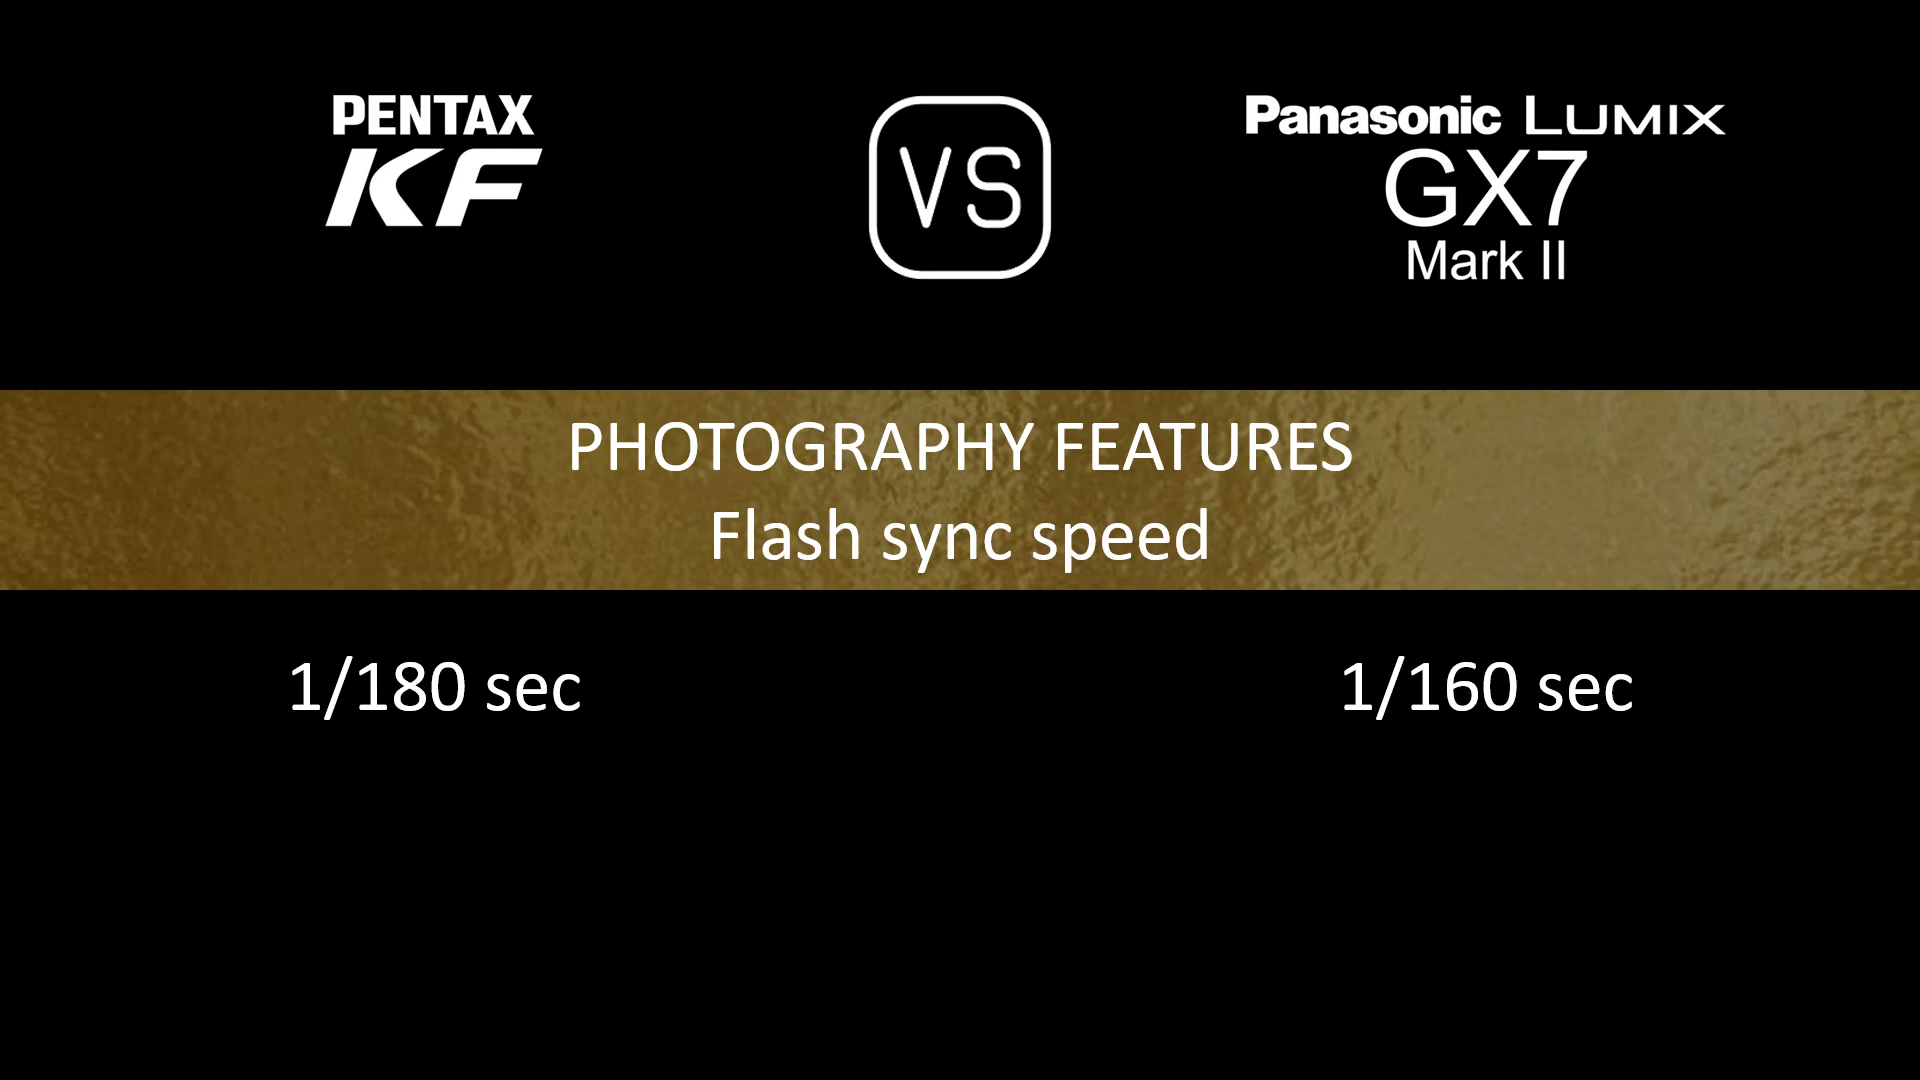 PENTAX
KF
VS
Panasonic LUMIX
GX7
Mark II
PHOTOGRAPHY FEATURES
Flash sync speed
1/180 sec
1/160 sec